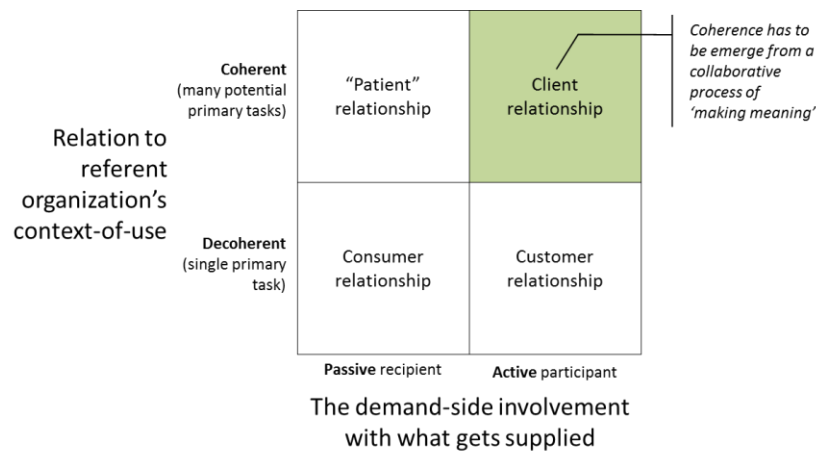 Coherent
(many potential
primary tasks)
“Patient”
relationship
Client
relationship
Coherence has to
be emerge from a
collaborative
process of
‘making meaning’
Relation to
referent
organization’s
context-of-use
Decoherent
(single primary
task)
Consumer
relationship
Customer
relationship
Passive recipient
Active participant
The demand-side involvement
with what gets supplied